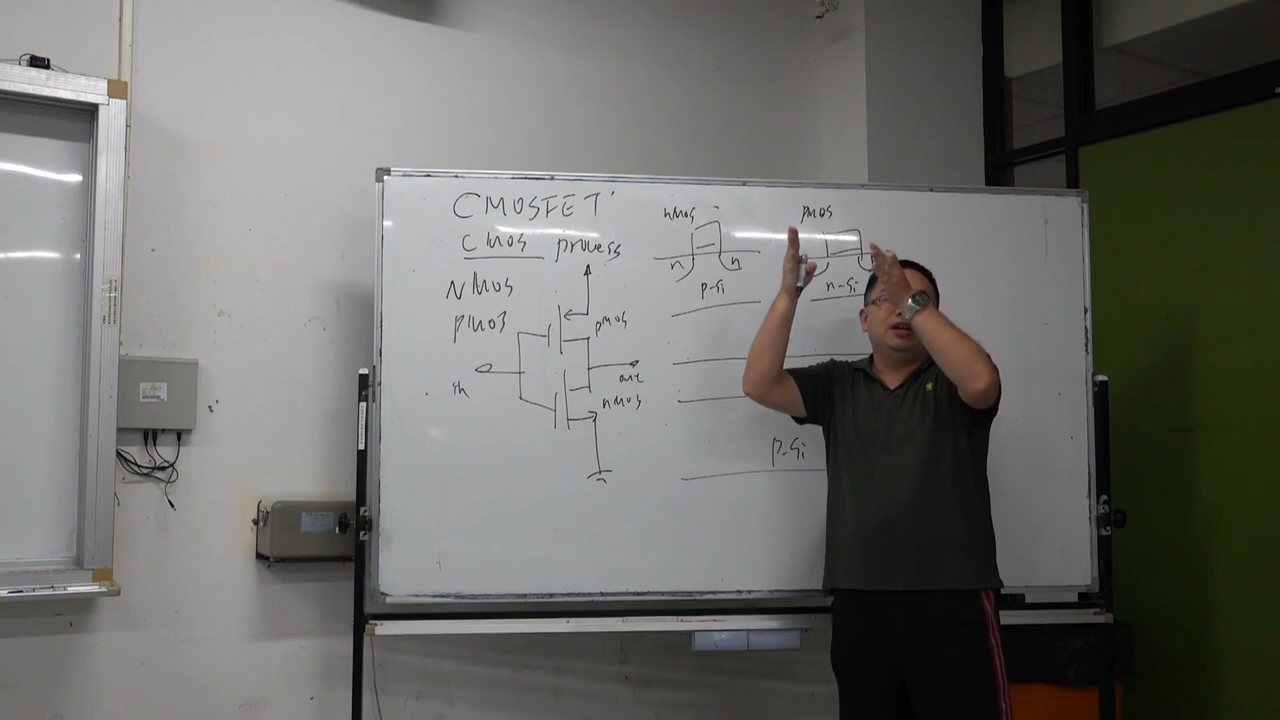 CMOSFET
CMOS process
NMOS
PMOS
pMOS
in
out
nMOS
nMOS
n n
p-Si
pMOS
n-Si
p-Si